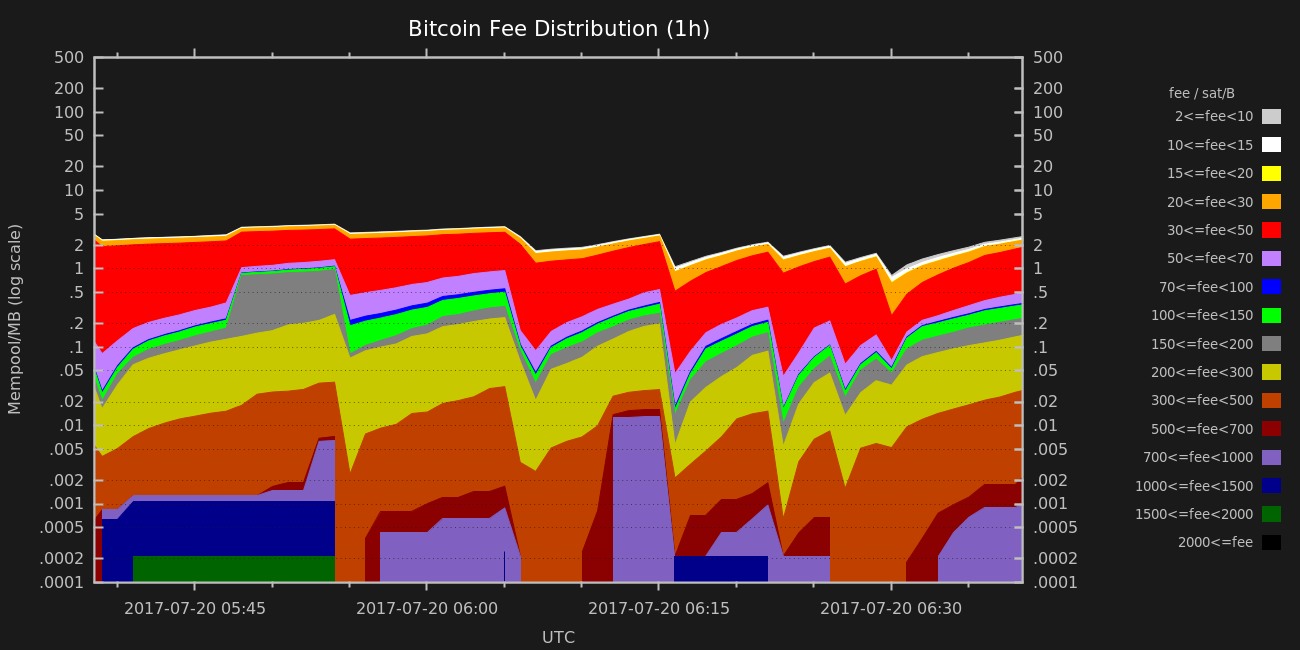 Bitcoin Fee Distribution (1h)
500
200
100
50
20
10
5
2
1
.5
.2
.1
.05
.02
.01
.005
.002
.001
.0005
.0002
.0001
Mempool/MB (log scale)
500
200
100
50
20
10
5
2
1
.5
.2
.1
.05
.02
.01
.005
.002
.001
.0005
.0002
.0001
2017-07-20 05:45
2017-07-20 06:00
2017-07-20 06:15
2017-07-20 06:30
UTC
fee / sat/B
2<=fee<10
10<=fee<15
15<=fee<20
20<=fee<30
30<=fee<50
50<=fee<70
70<=fee<100
100<=fee<150
150<=fee<200
200<=fee<300
300<=fee<500
500<=fee<700
700<=fee<1000
1000<=fee<1500
1500<=fee<2000
2000<=fee